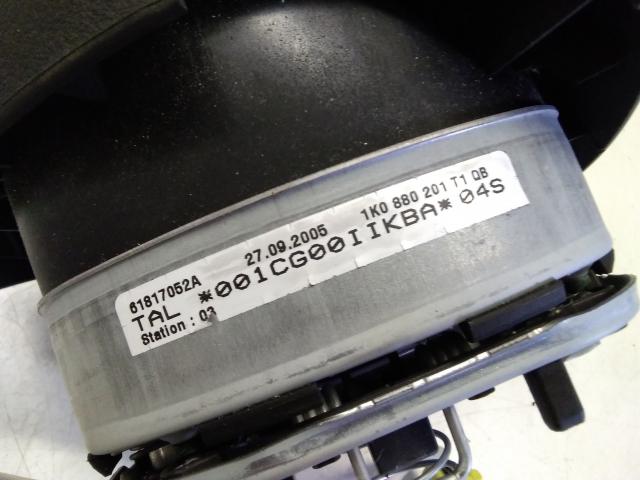 61817052A 27.09.2005 1K0 880 201 T1 QB
TAL *001CG00IIKBA* 04S
Station : 03